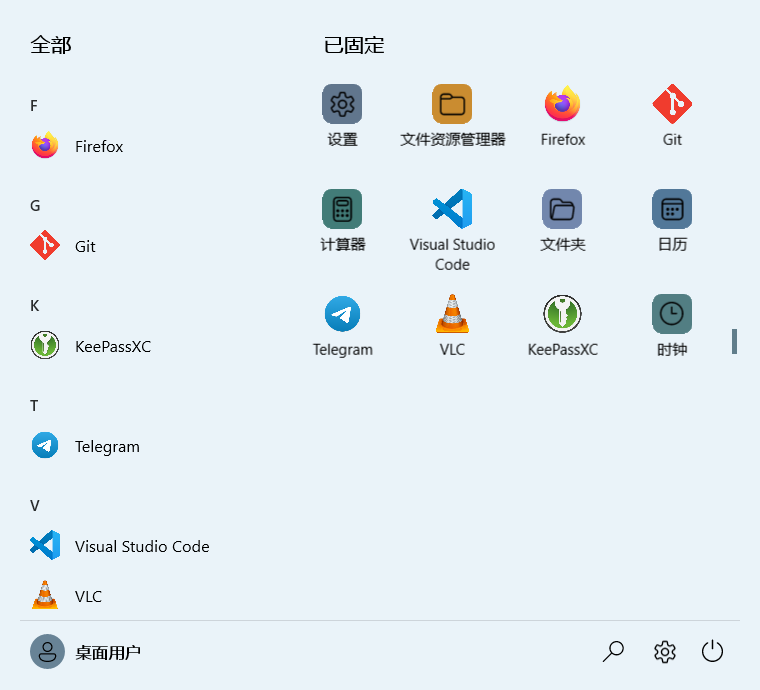 全部
F
Firefox
G
Git
K
KeePassXC
T
Telegram
V
Visual Studio Code
VLC
已固定
设置 文件资源管理器 Firefox Git
计算器 Visual Studio Code 文件夹 日历
Telegram VLC KeePassXC 时钟
桌面用户